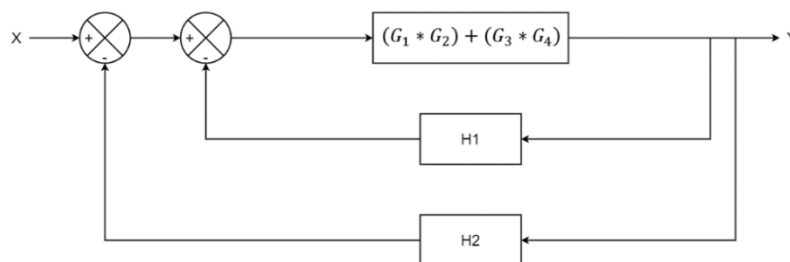 X + - + - (G₁ * G₂) + (G₃ * G₄) Y
H1
H2